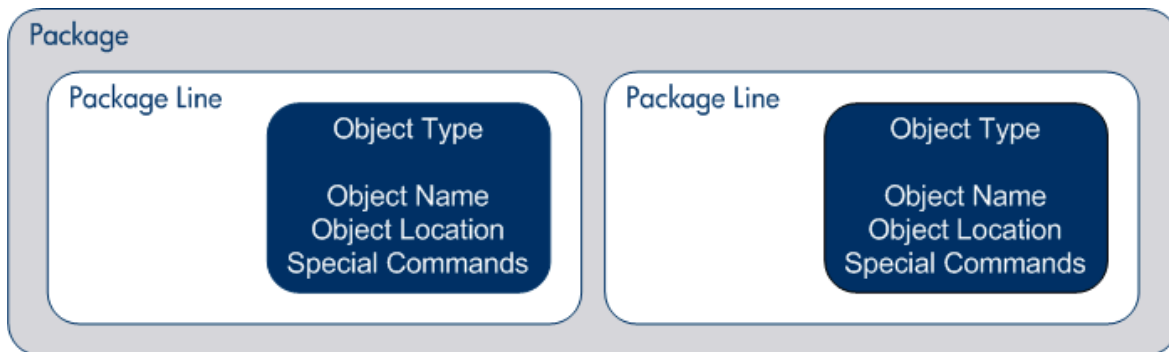 Package
Package Line
Object Type
Object Name
Object Location
Special Commands
Package Line
Object Type
Object Name
Object Location
Special Commands